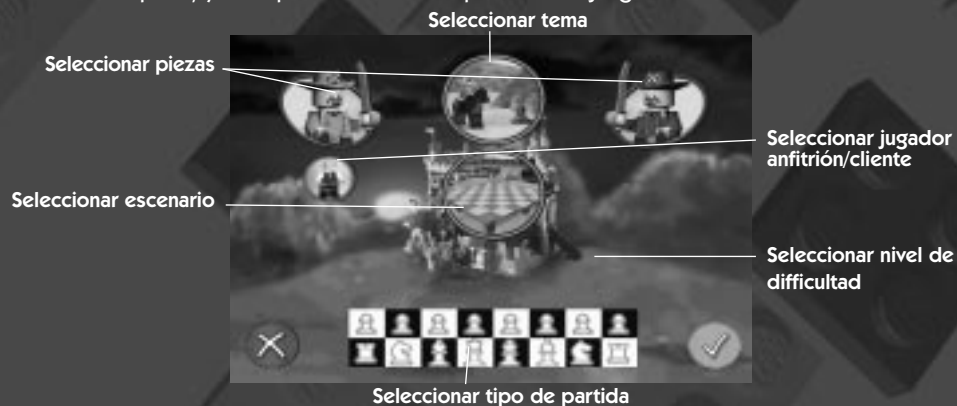 Seleccionar tema
Seleccionar piezas
Seleccionar jugador
anfitrión/cliente
Seleccionar escenario
Seleccionar nivel de
difficultad
Seleccionar tipo de partida